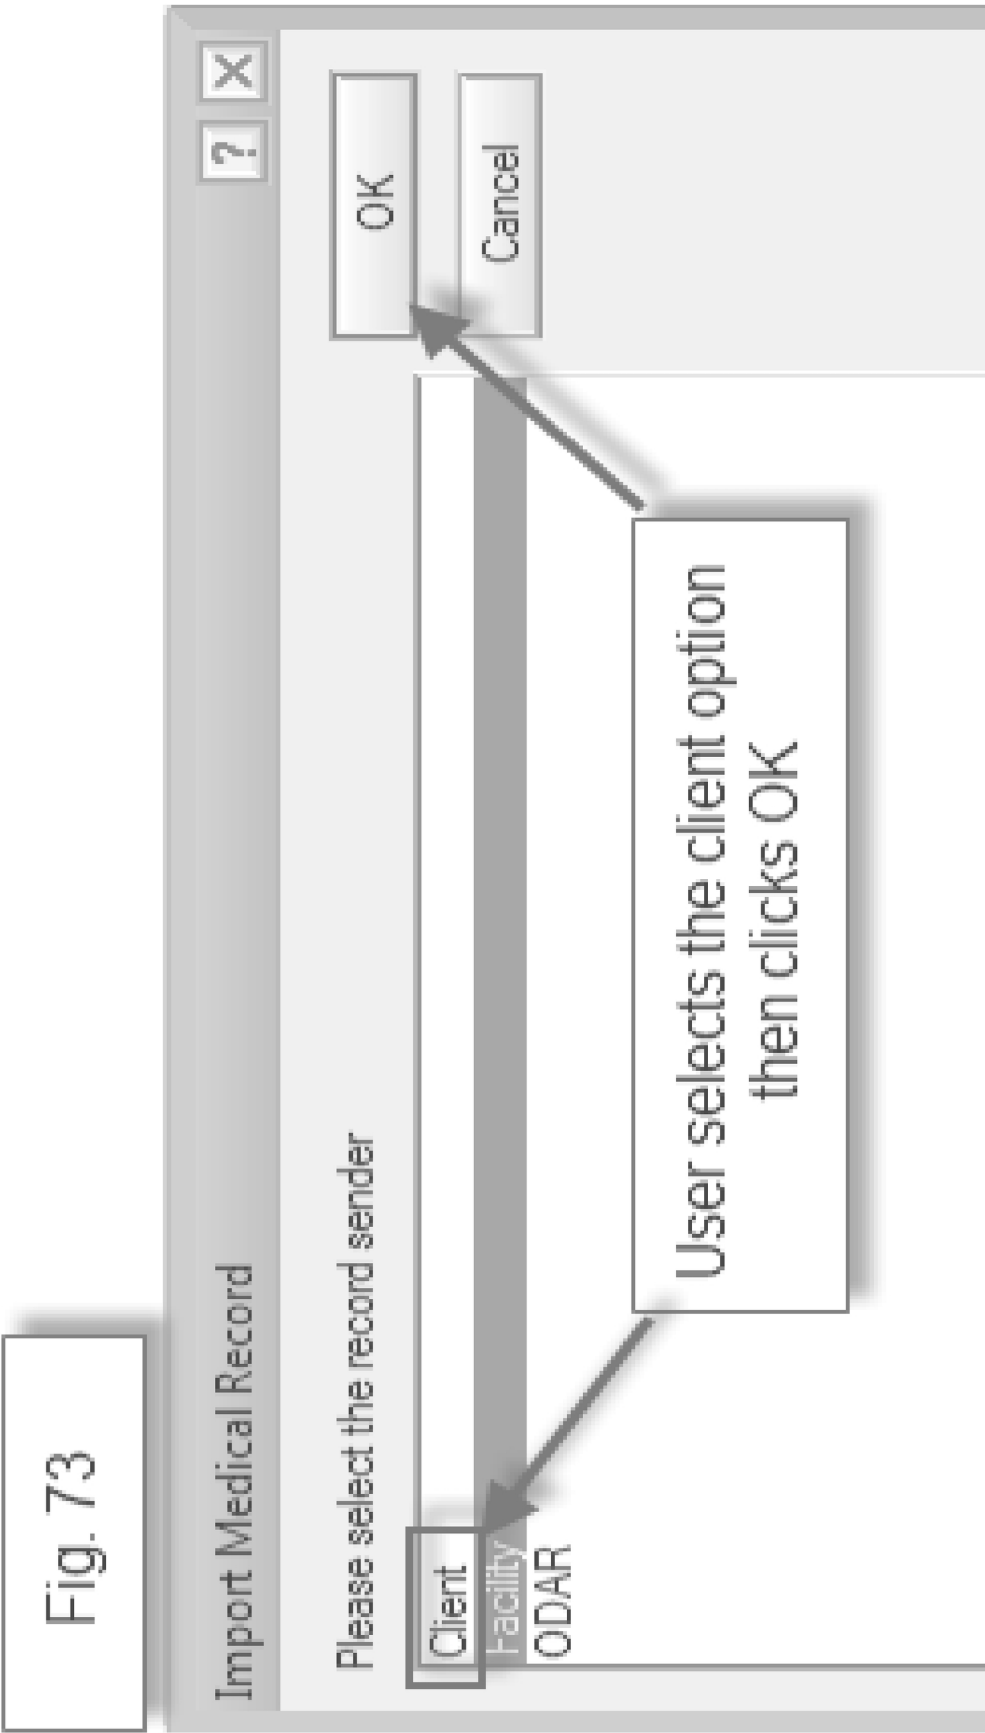 Fig. 73
Import Medical Record
?
X
Please select the record sender
OK
Cancel
Client
Facility
ODAR
User selects the client option
then clicks OK